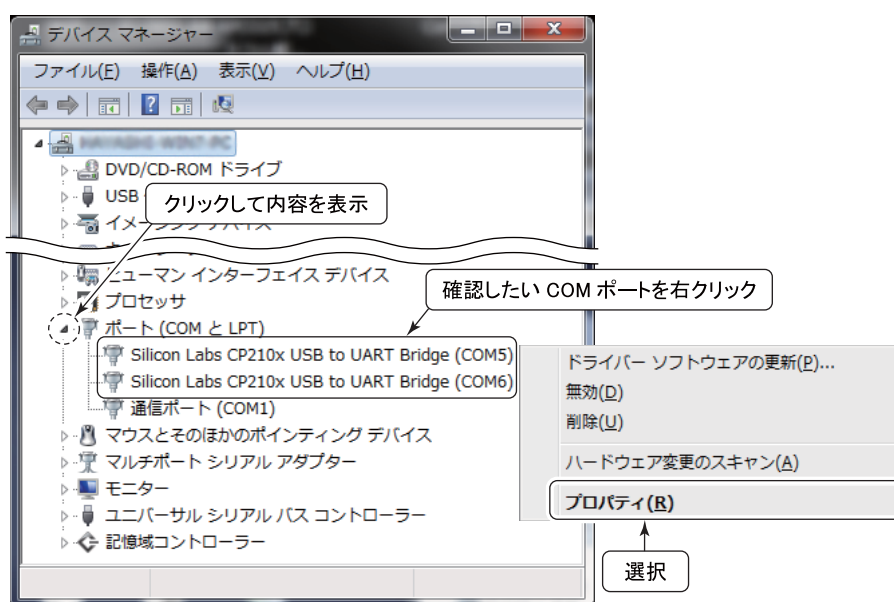 デバイス マネージャー
ファイル(F) 操作(A) 表示(V) ヘルプ(H)
DVD/CD-ROM ドライブ
USB
クリックして内容を表示
イメージング デバイス
ヒューマン インターフェイス デバイス
確認したい COM ポートを右クリック
プロセッサ
ポート (COM と LPT)
Silicon Labs CP210x USB to UART Bridge (COM5)
Silicon Labs CP210x USB to UART Bridge (COM6)
通信ポート (COM1)
マウスとそのほかのポインティング デバイス
マルチポート シリアル アダプター
モニター
ユニバーサル シリアル バス コントローラー
記憶域コントローラー
ドライバー ソフトウェアの更新(P)...
無効(D)
削除(U)
ハードウェア変更のスキャン(A)
プロパティ(R)
選択